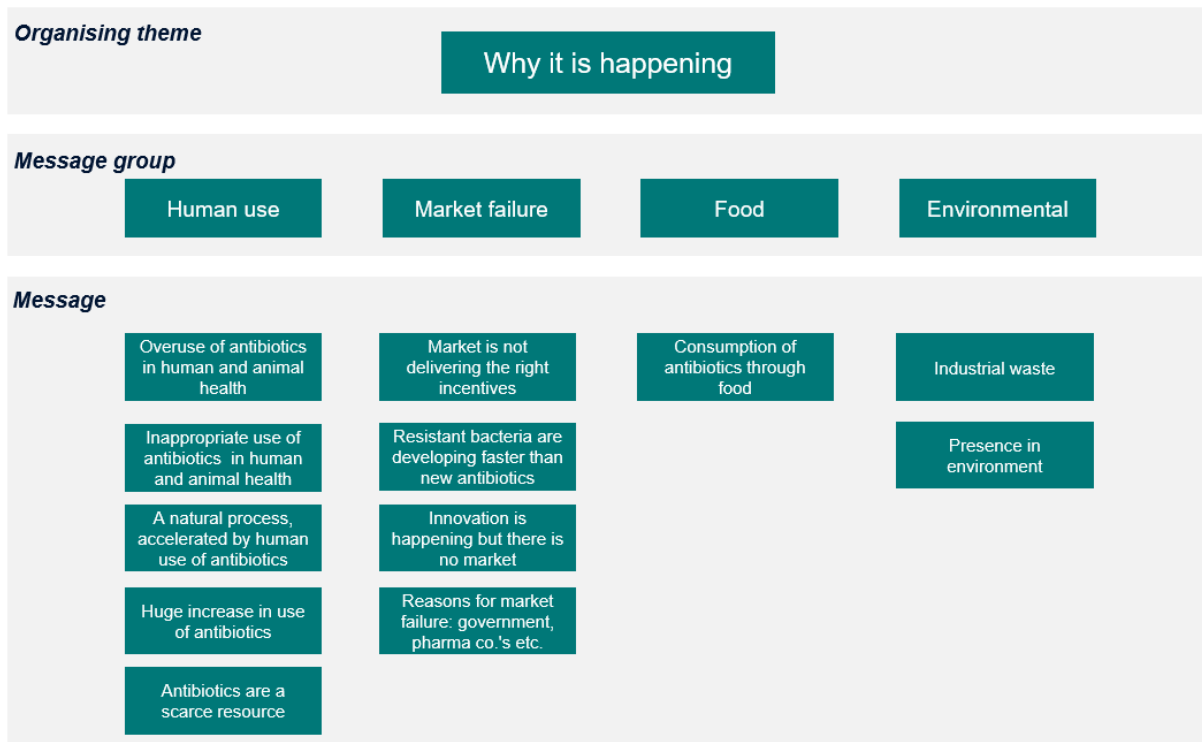 Organising theme
Why it is happening
Message group
Human use
Market failure
Food
Environmental
Message
Overuse of antibiotics
in human and animal
health
Inappropriate use of
antibiotics in human
and animal health
A natural process,
accelerated by human
use of antibiotics
Huge increase in use
of antibiotics
Antibiotics are a
scarce resource
Market is not
delivering the right
incentives
Resistant bacteria are
developing faster than
new antibiotics
Innovation is
happening but there is
no market
Reasons for market
failure: government,
pharma co.'s etc.
Consumption of
antibiotics through
food
Industrial waste
Presence in
environment